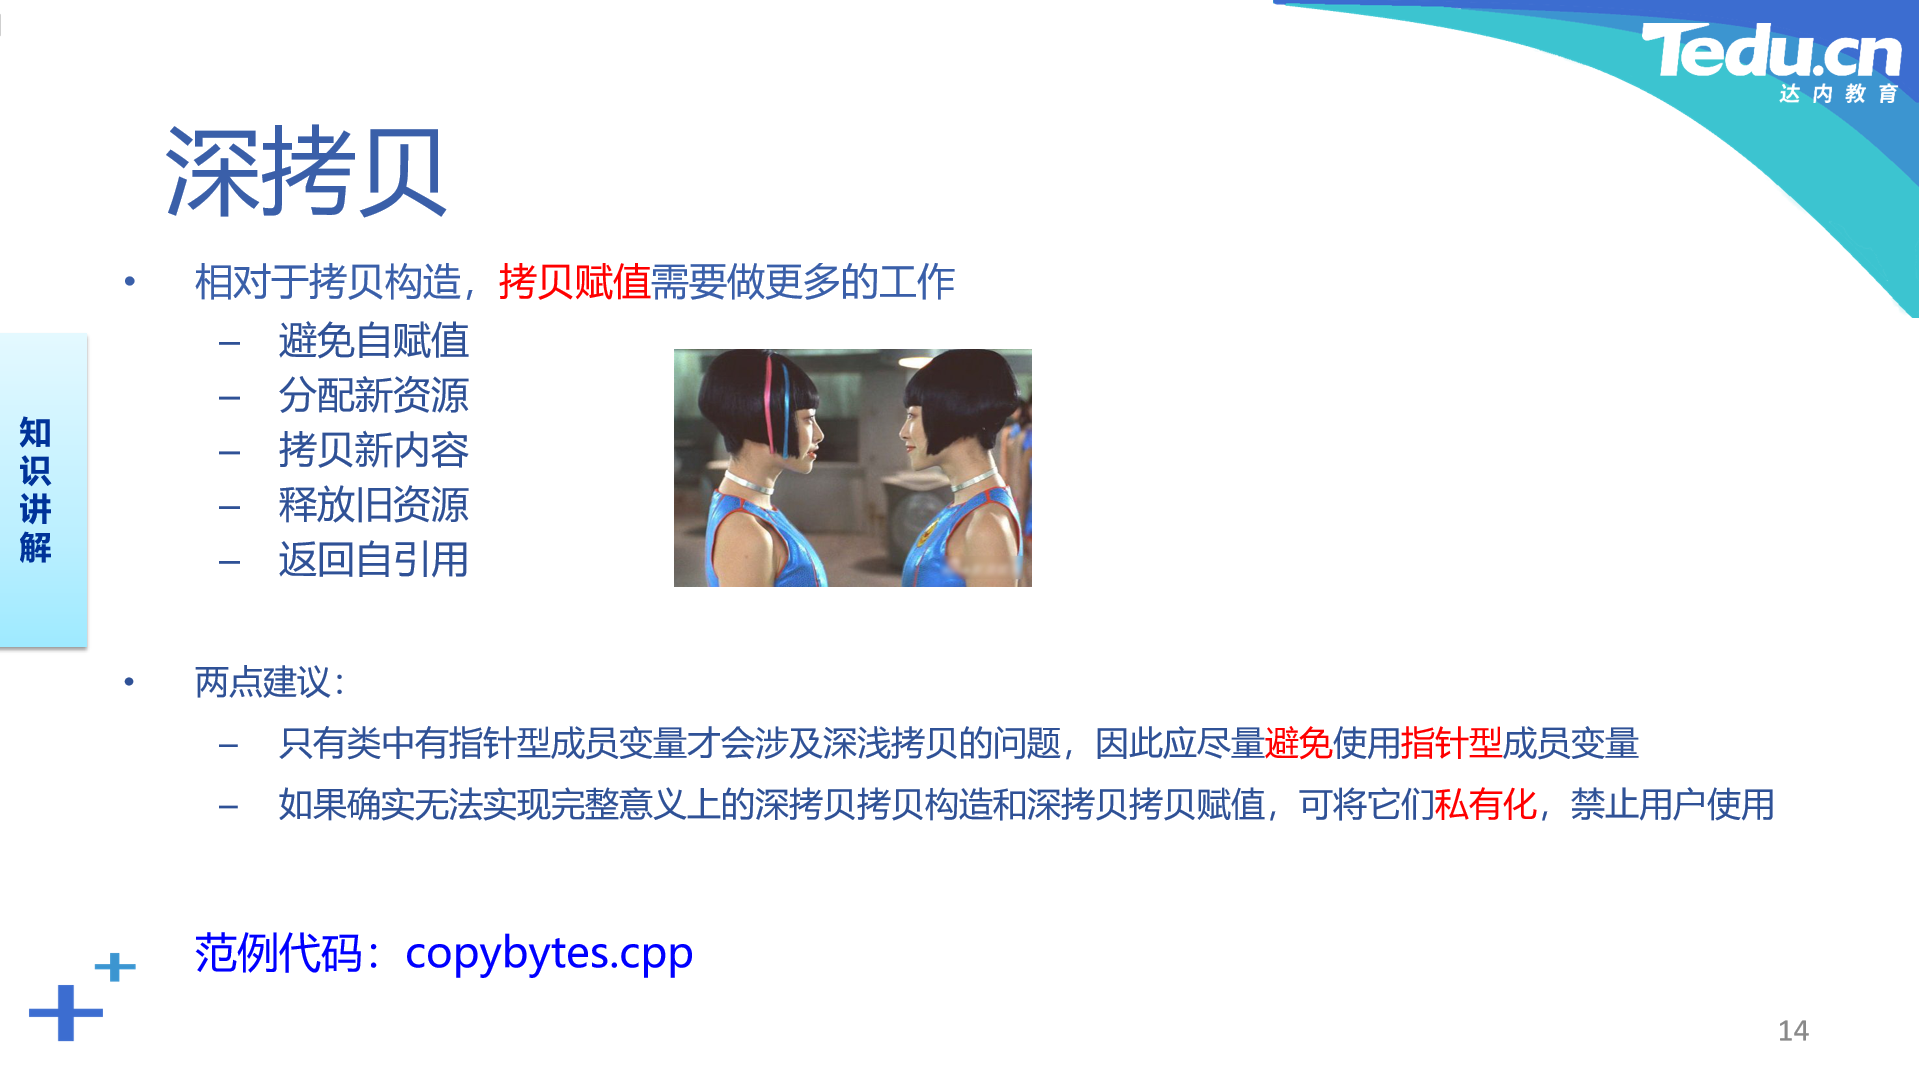 Tedu.cn
达内教育
深拷贝
• 相对于拷贝构造，拷贝赋值需要做更多的工作
– 避免自赋值
– 分配新资源
– 拷贝新内容
– 释放旧资源
– 返回自引用
知识讲解
• 两点建议：
– 只有类中有指针型成员变量才会涉及深浅拷贝的问题，因此应尽量避免使用指针型成员变量
– 如果确实无法实现完整意义上的深拷贝拷贝构造和深拷贝拷贝赋值，可将它们私有化，禁止用户使用
范例代码：copybytes.cpp
14